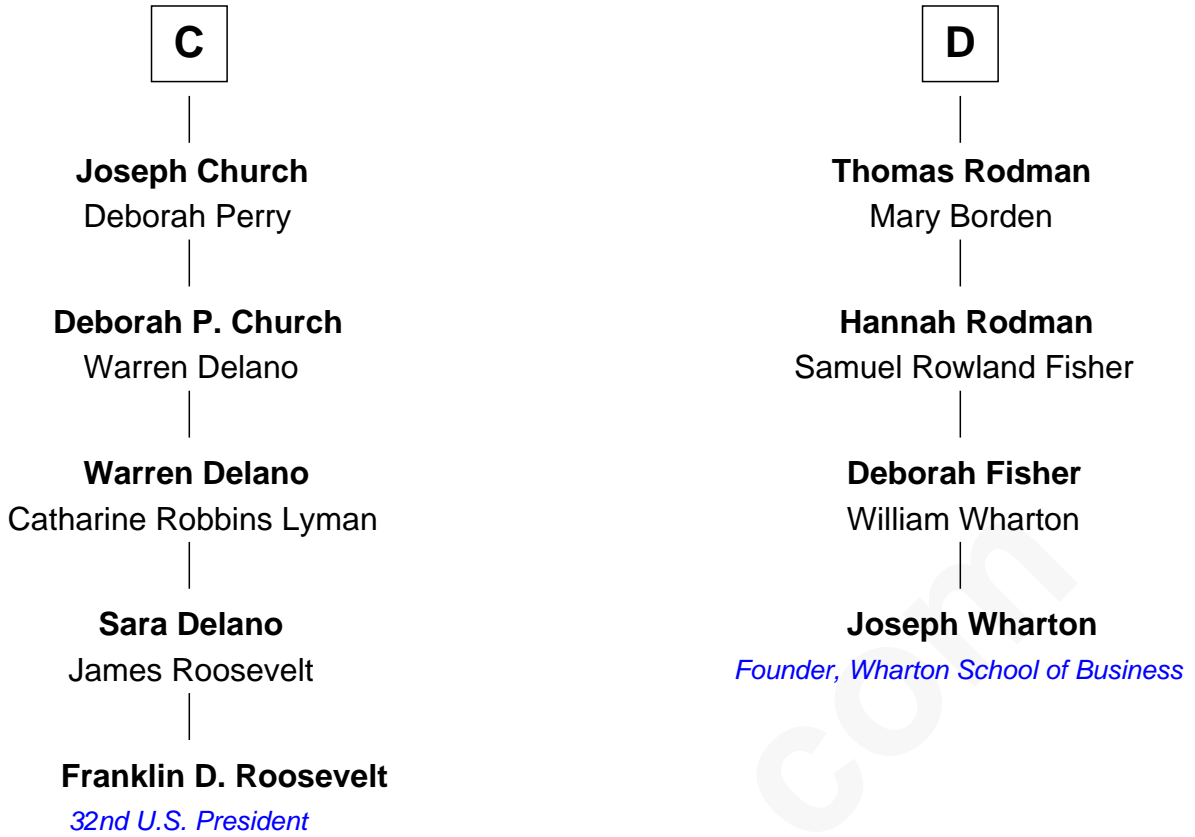 C
Joseph Church
Deborah Perry
Deborah P. Church
Warren Delano
Warren Delano
Catharine Robbins Lyman
Sara Delano
James Roosevelt
Franklin D. Roosevelt
32nd U.S. President
D
Thomas Rodman
Mary Borden
Hannah Rodman
Samuel Rowland Fisher
Deborah Fisher
William Wharton
Joseph Wharton
Founder, Wharton School of Business
com